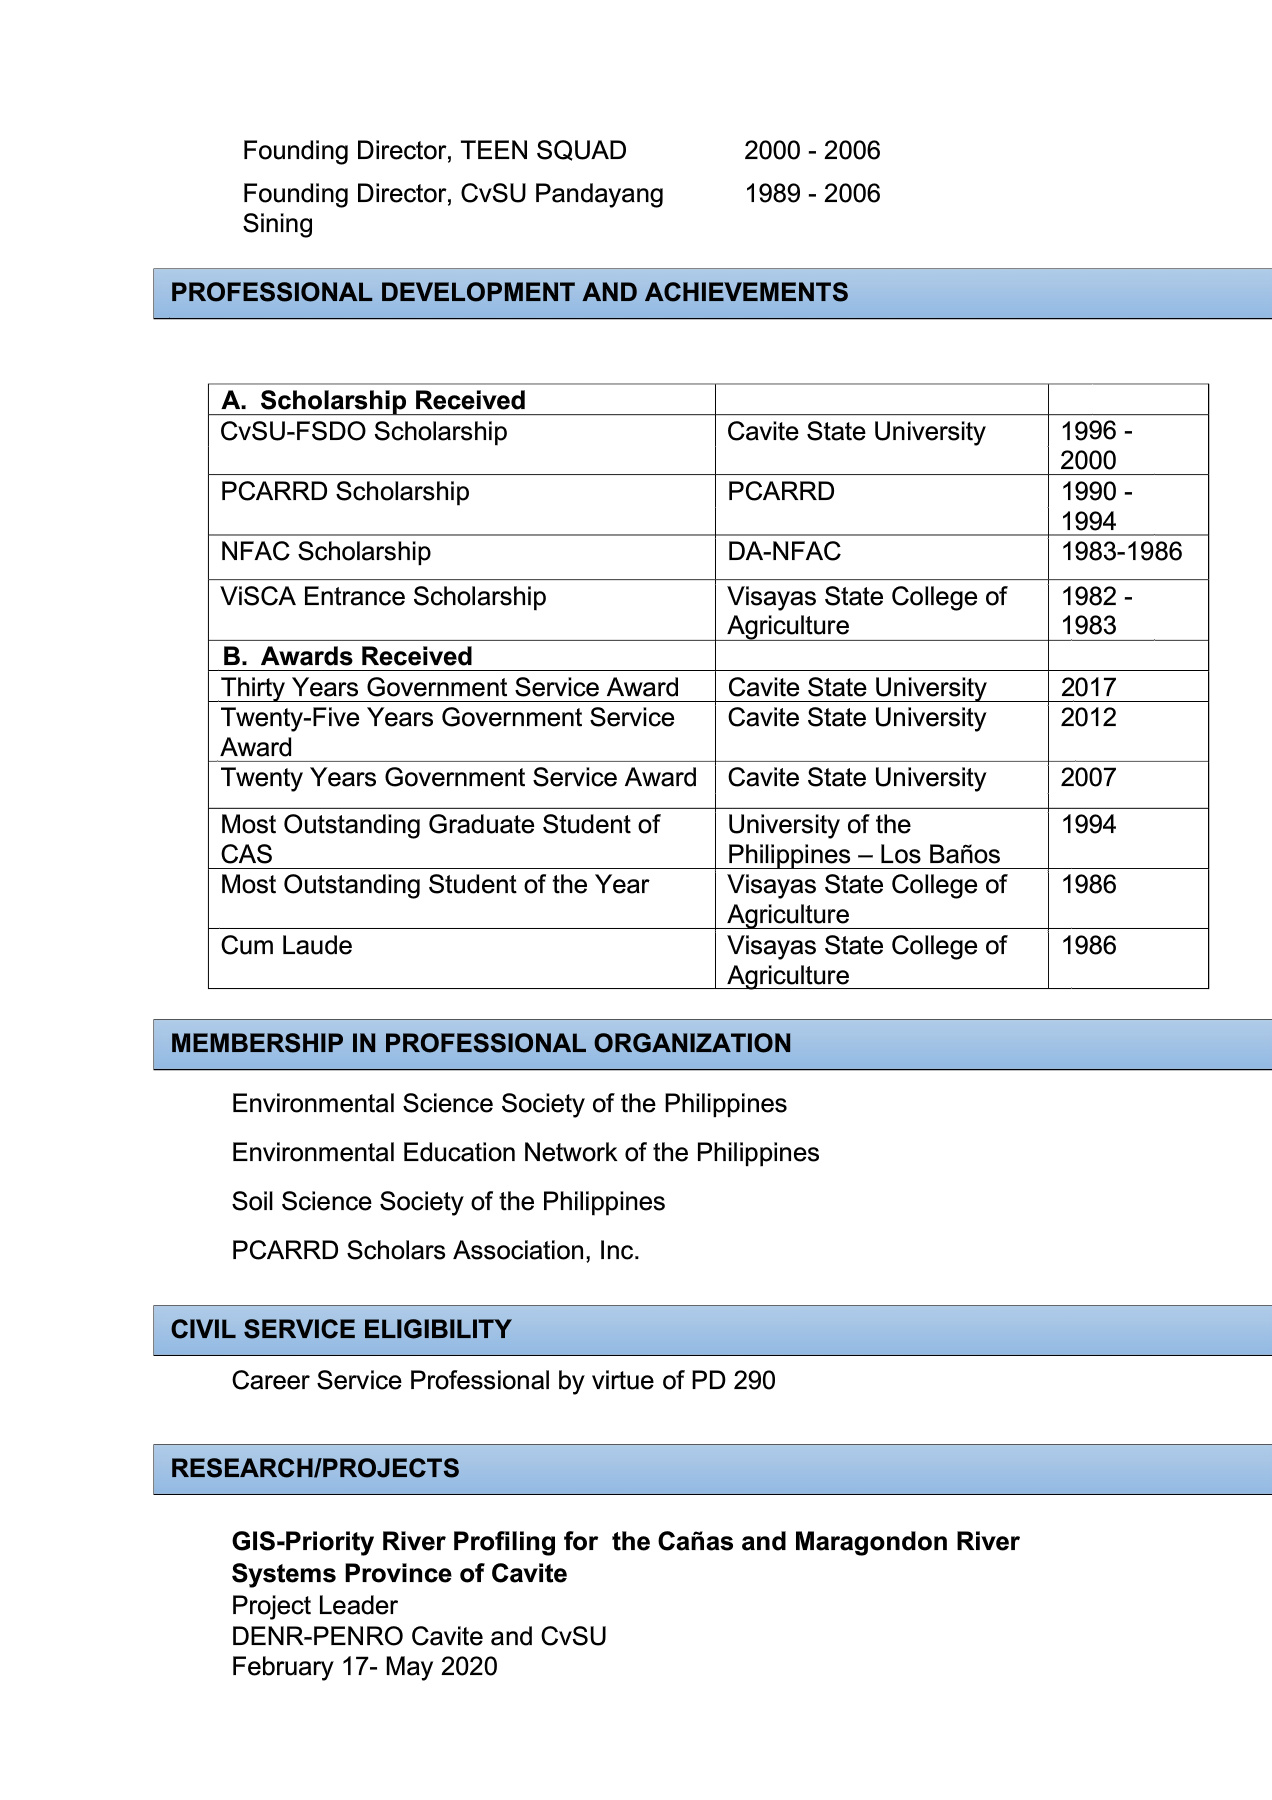 Founding Director, TEEN SQUAD 2000 - 2006
Founding Director, CvSU Pandayang 1989 - 2006
Sining
PROFESSIONAL DEVELOPMENT AND ACHIEVEMENTS
A. Scholarship Received
CvSU-FSDO Scholarship Cavite State University 1996 -
2000
PCARRD Scholarship PCARRD 1990 -
1994
NFAC Scholarship DA-NFAC 1983-1986
ViSCA Entrance Scholarship Visayas State College of 1982 -
Agriculture 1983
B. Awards Received
Thirty Years Government Service Award Cavite State University 2017
Twenty-Five Years Government Service Cavite State University 2012
Award
Twenty Years Government Service Award Cavite State University 2007
Most Outstanding Graduate Student of University of the 1994
CAS Philippines – Los Baños
Most Outstanding Student of the Year Visayas State College of 1986
Agriculture
Cum Laude Visayas State College of 1986
Agriculture
MEMBERSHIP IN PROFESSIONAL ORGANIZATION
Environmental Science Society of the Philippines
Environmental Education Network of the Philippines
Soil Science Society of the Philippines
PCARRD Scholars Association, Inc.
CIVIL SERVICE ELIGIBILITY
Career Service Professional by virtue of PD 290
RESEARCH/PROJECTS
GIS-Priority River Profiling for the Cañas and Maragondon River
Systems Province of Cavite
Project Leader
DENR-PENRO Cavite and CvSU
February 17- May 2020